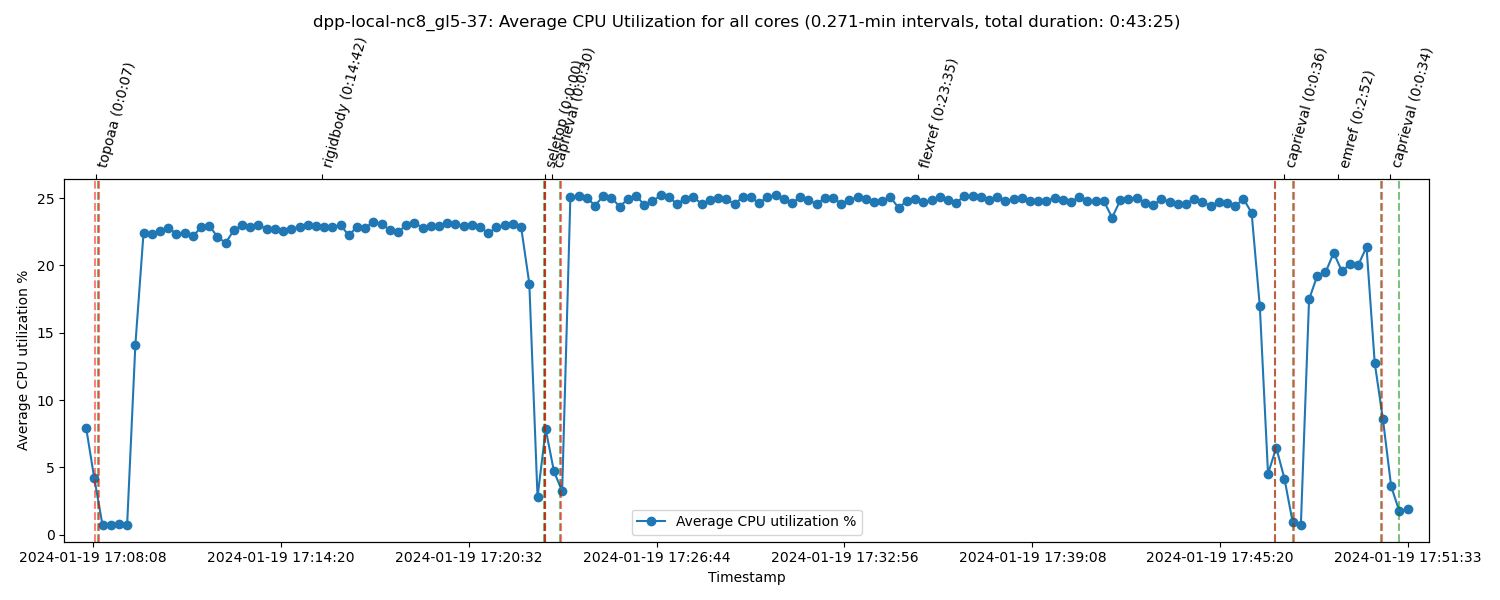 dpp-local-nc8_gl5-37: Average CPU Utilization for all cores (0.271-min intervals, total duration: 0:43:25)
topoaa (0:0:07)
rigidbody (0:14:42)
seletop (0:0:00)
caprieval (0:0:30)
flexref (0:23:35)
caprieval (0:0:36)
emref (0:2:52)
caprieval (0:0:34)
Average CPU utilization %
25
20
15
10
5
0
Average CPU utilization %
2024-01-19 17:08:08
2024-01-19 17:14:20
2024-01-19 17:20:32
2024-01-19 17:26:44
2024-01-19 17:32:56
2024-01-19 17:39:08
2024-01-19 17:45:20
2024-01-19 17:51:33
Timestamp